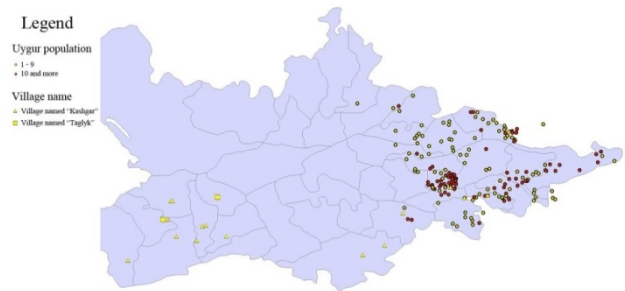 Legend
Uygur population
1 - 9
10 and more
Village name
Village named "Kashgar"
Village named "Taglyk"